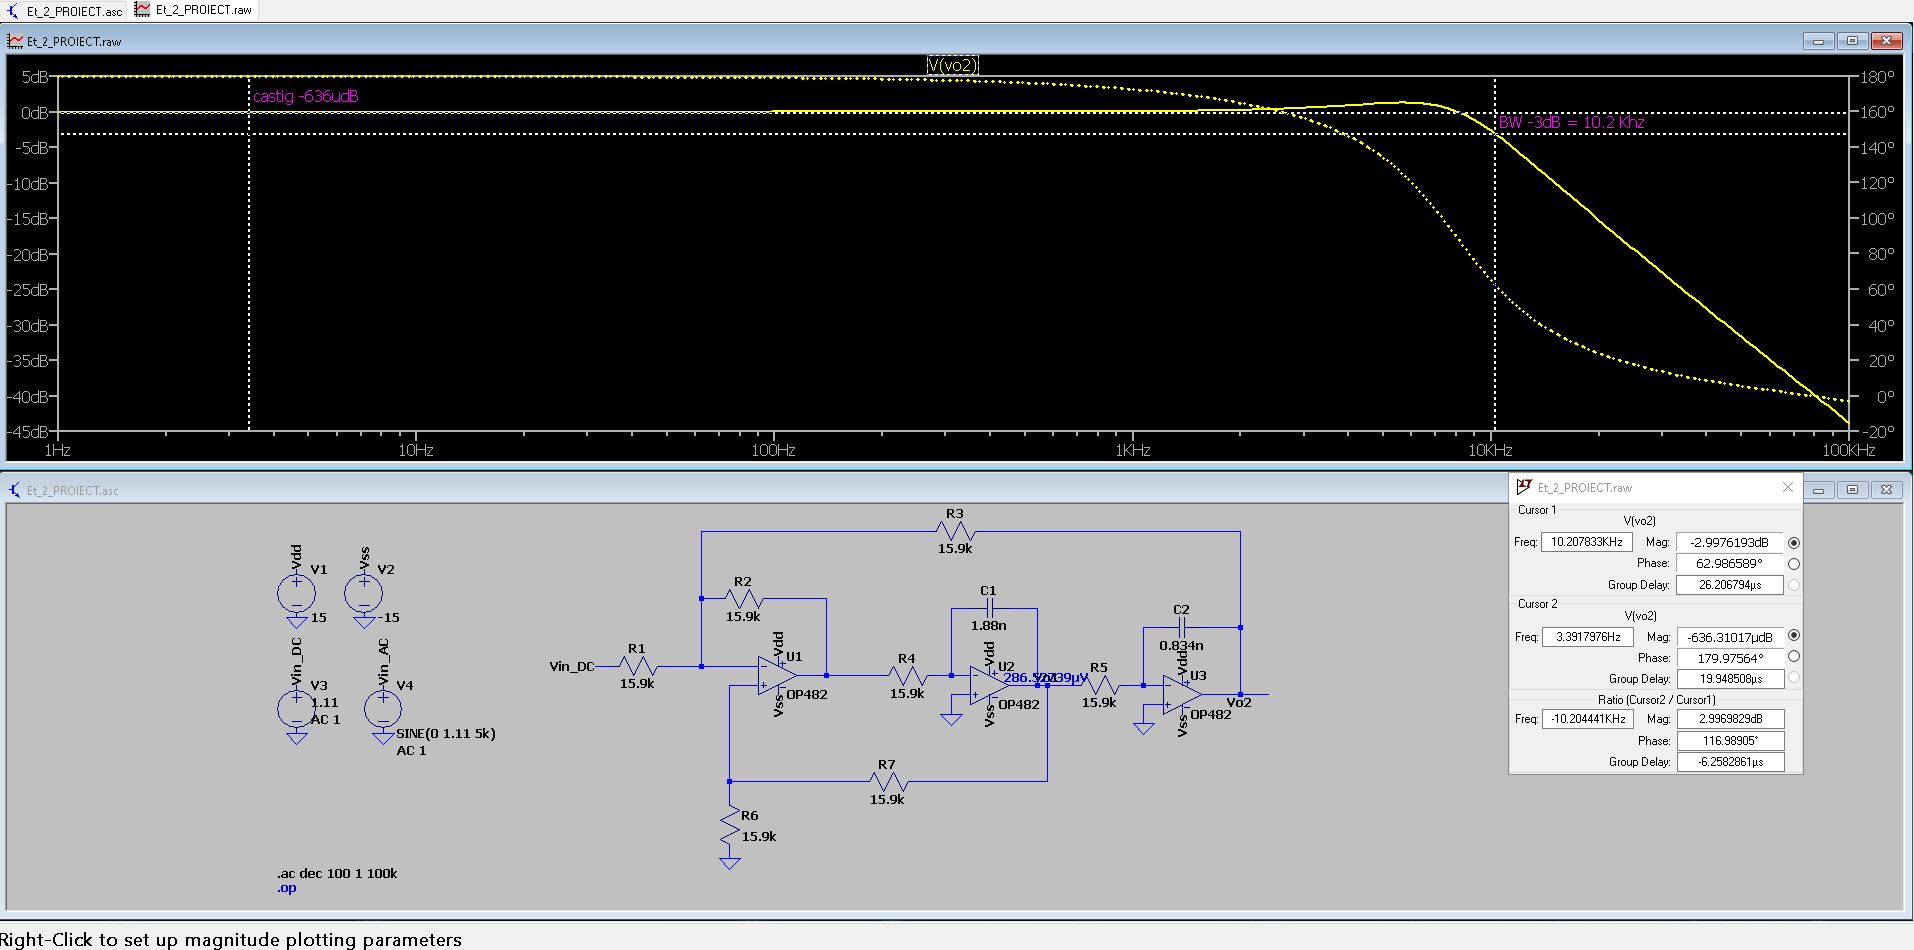 Et_2_PROIECT.asc Et_2_PROIECT.raw
Et_2_PROIECT.raw
V(vo2)
5dB
0dB
-5dB
-10dB
-15dB
-20dB
-25dB
-30dB
-35dB
-40dB
-45dB
castig -636udB
BW -3dB = 10.2 Khz
180°
160°
140°
120°
100°
80°
60°
40°
20°
0°
-20°
1Hz 10Hz 100Hz 1KHz 10KHz 100KHz
Et_2_PROIECT.asc
Vdd
V1
15
Vss
V2
-15
Vin_DC
V3
1.11
AC 1
Vin_AC
V4
SINE(0 1.11 5k)
AC 1
.ac dec 100 1 100k
.op
Vin_DC
R1
15.9k
R2
15.9k
R3
15.9k
Vdd
U1
OP482
Vss
R4
15.9k
C1
1.88n
Vdd
U2
OP482
Vss
R5
15.9k
C2
0.834n
Vdd
U3
OP482
Vss
Vo2
R7
15.9k
R6
15.9k
Et_2_PROIECT.raw
Cursor 1
V(vo2)
Freq: 10.207833KHz Mag: -2.9976193dB
Phase: 62.986589°
Group Delay: 26.206794µs
Cursor 2
V(vo2)
Freq: 3.3917976Hz Mag: -636.31017µdB
Phase: 179.97564°
Group Delay: 19.948508µs
Ratio (Cursor2 / Cursor1)
Freq: -10.204441KHz Mag: 2.9969829dB
Phase: 116.98905°
Group Delay: -6.2582861µs
Right-Click to set up magnitude plotting parameters